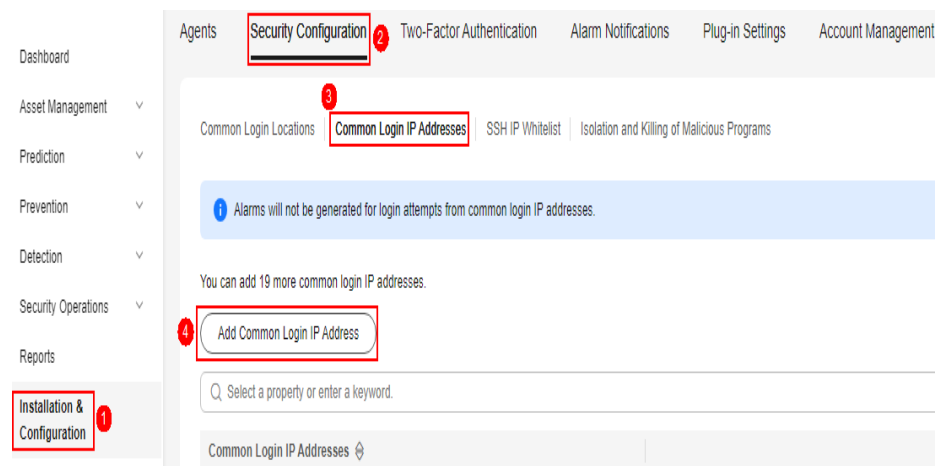 Agents Security Configuration 2 Two-Factor Authentication Alarm Notifications Plug-in Settings Account Management
Dashboard
Asset Management
Prediction
Prevention
Detection
Security Operations
Reports
1
Installation &
Configuration
3
Common Login Locations Common Login IP Addresses SSH IP Whitelist Isolation and Killing of Malicious Programs
i Alarms will not be generated for login attempts from common login IP addresses.
You can add 19 more common login IP addresses.
4 Add Common Login IP Address
Select a property or enter a keyword.
Common Login IP Addresses